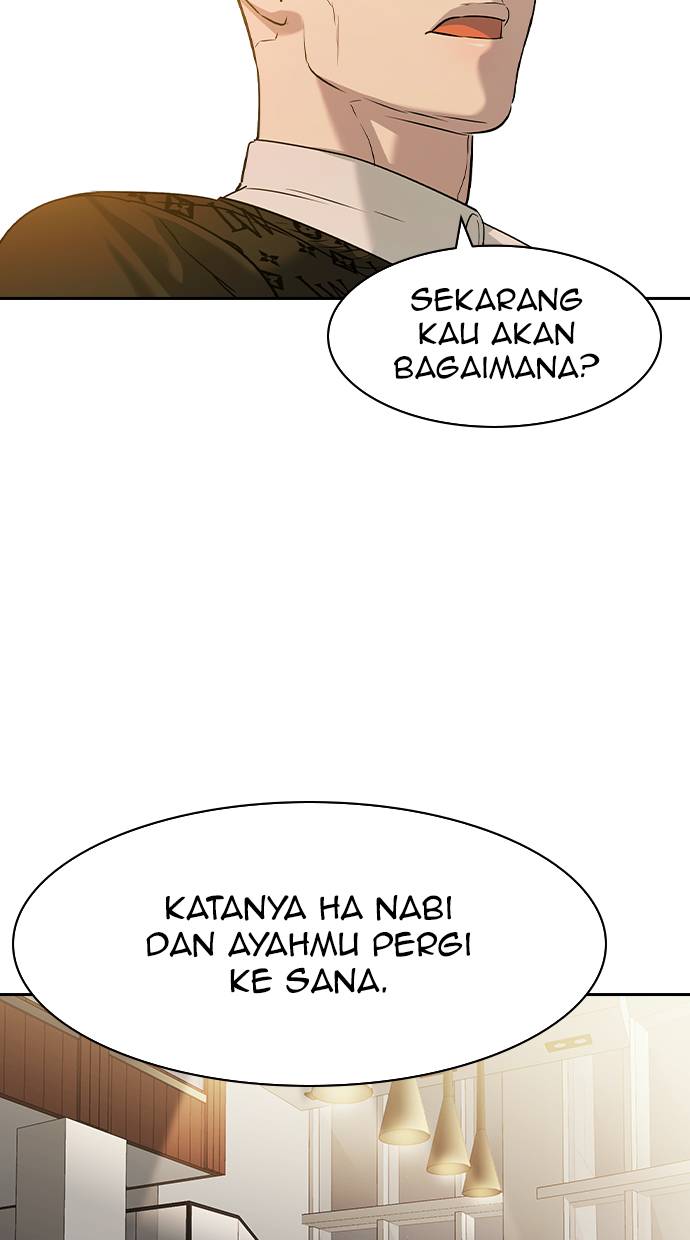 SEKARANG
KAU AKAN
BAGAIMANA?
KATANYA HA NABI
DAN AYAHMU PERGI
KE SANA.